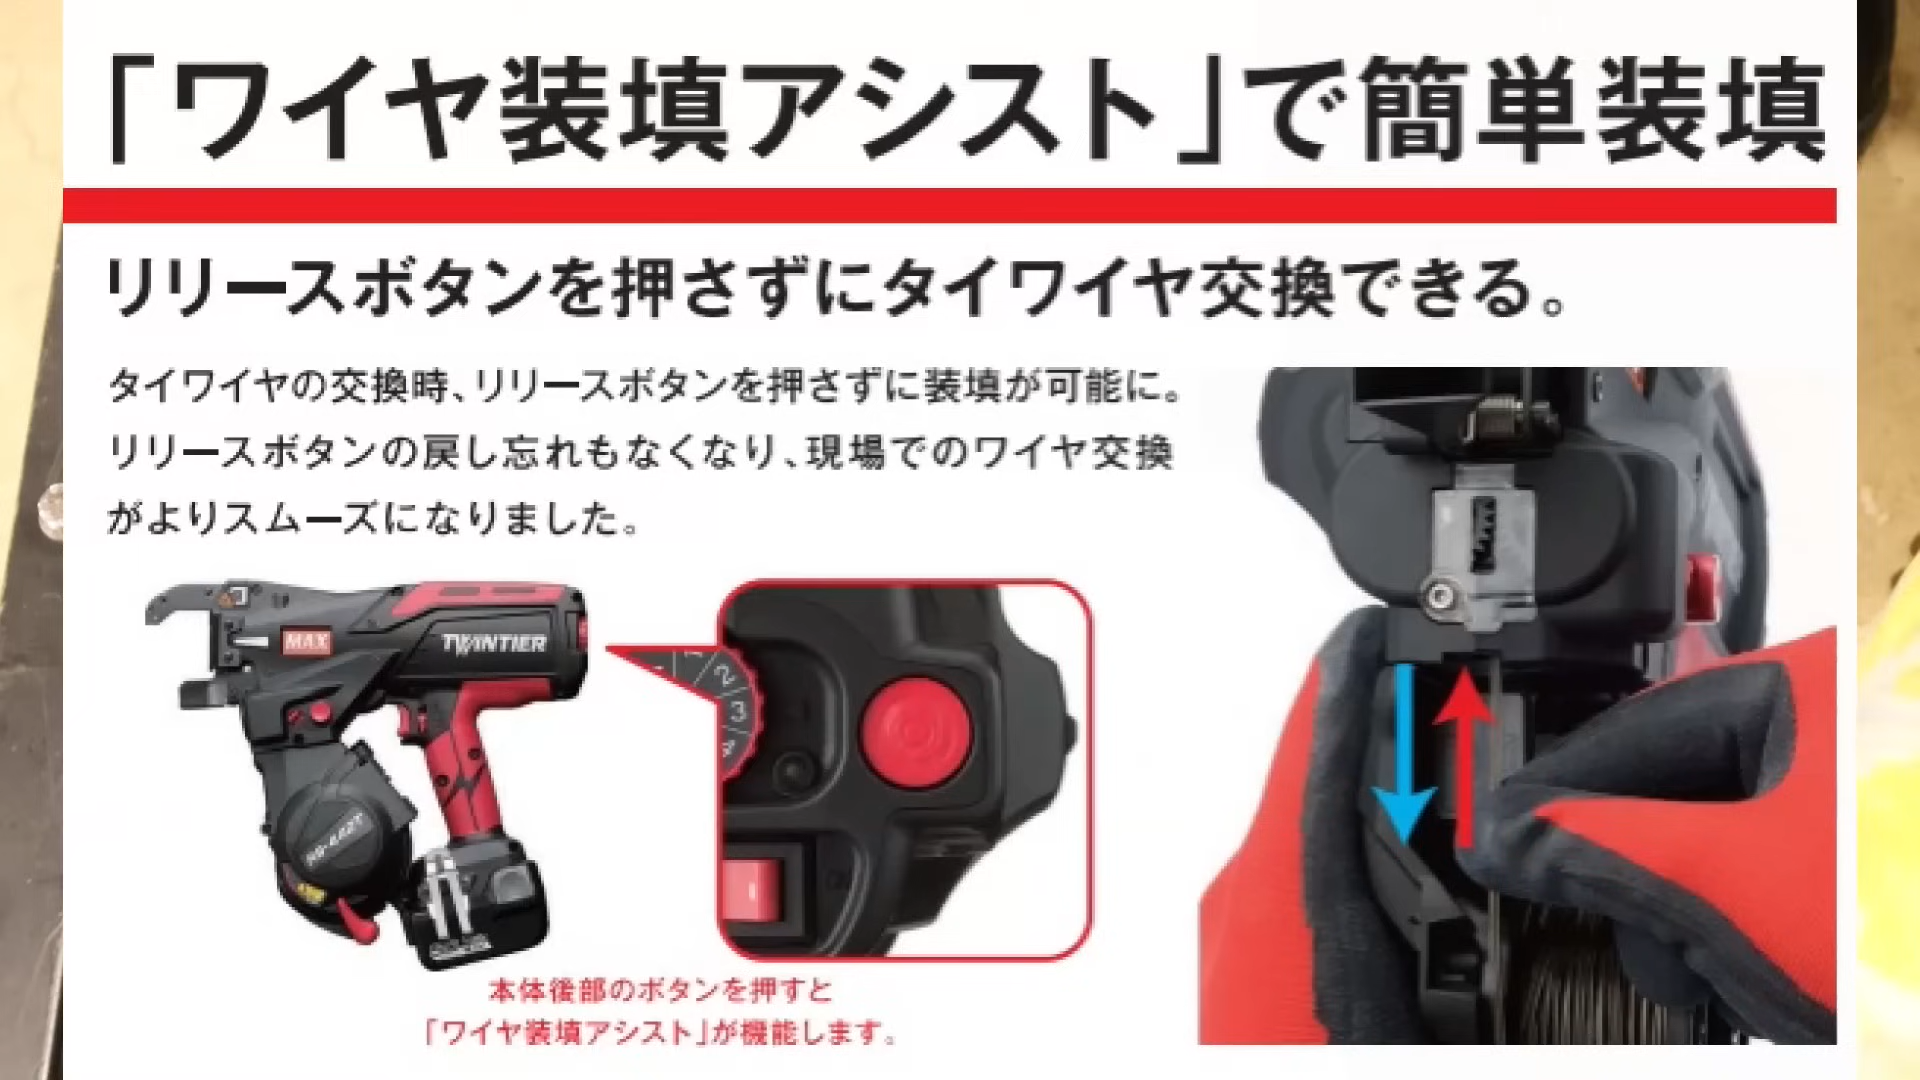 「ワイヤ装填アシスト」で簡単装填
リリースボタンを押さずにタイワイヤ交換できる。
タイワイヤの交換時、リリースボタンを押さずに装填が可能に。
リリースボタンの戻し忘れもなくなり、現場でのワイヤ交換
がよりスムーズになりました。
MAX
TWINTIER
RB-442T
1
2
3
本体後部のボタンを押すと
「ワイヤ装填アシスト」が機能します。